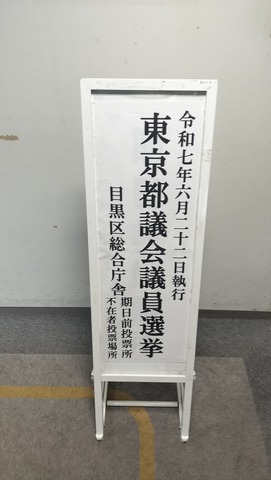 令和七年六月二十二日執行
東京都議会議員選挙
目黒区総合庁舎
期日前投票所
不在者投票場所